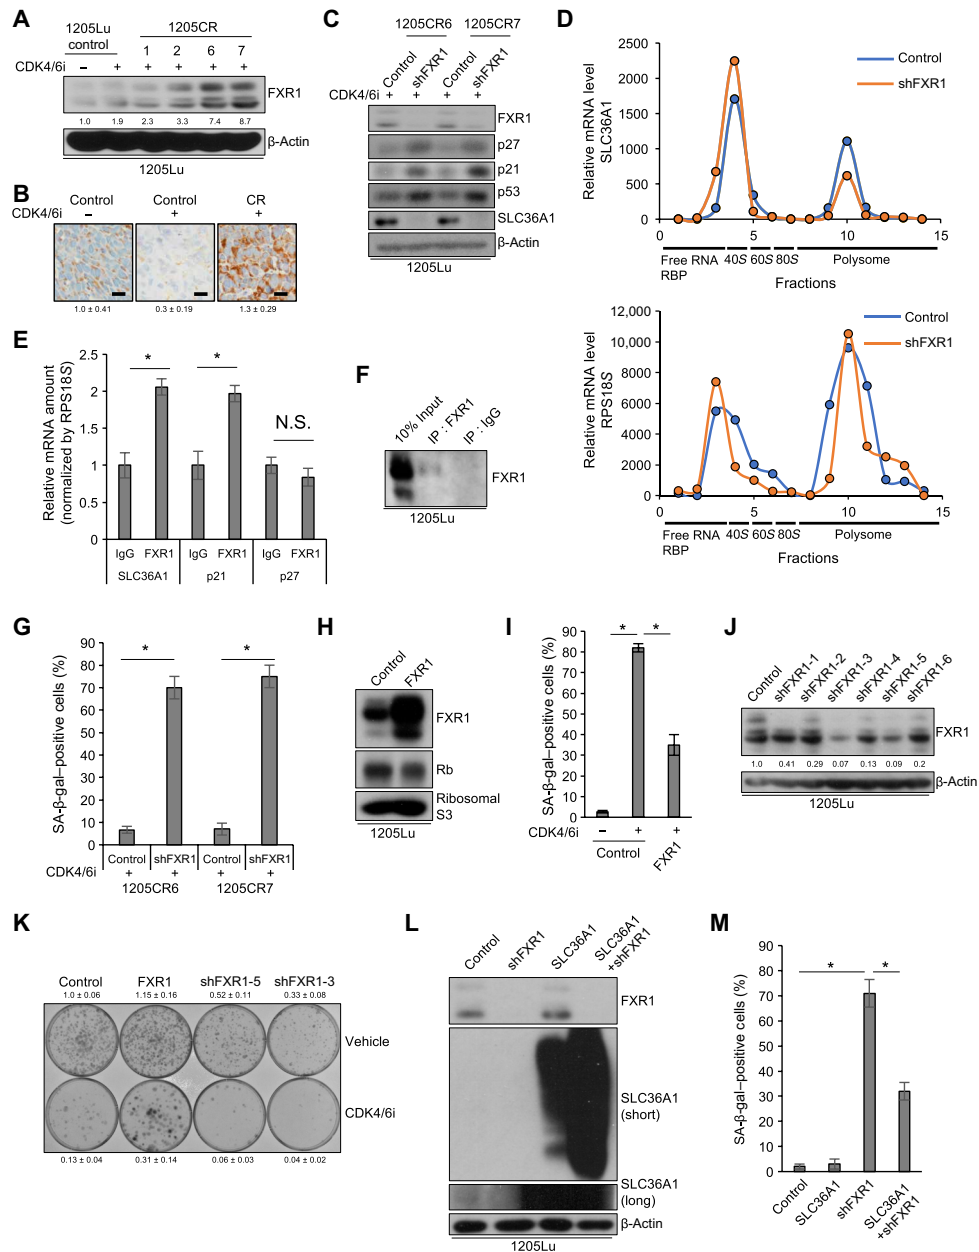 A
1205Lu
control
1205CR
1 2 6 7
CDK4/6i – + + + + +
FXR1
1.0 1.9 2.3 3.3 7.4 8.7
β-Actin
1205Lu
B
Control Control CR
CDK4/6i – + +
1.0 ± 0.41 0.3 ± 0.19 1.3 ± 0.29
C
1205CR6 1205CR7
Control shFXR1 Control shFXR1
CDK4/6i + + + +
FXR1
p27
p21
p53
SLC36A1
β-Actin
1205Lu
D
Relative mRNA level
SLC36A1
2500
2000
1500
1000
500
0
Control
shFXR1
0 5 10 15
Free RNA 40S 60S 80S Polysome
RBP
Fractions
Relative mRNA level
RPS18S
12,000
10,000
8000
6000
4000
2000
0
Control
shFXR1
0 5 10 15
Free RNA 40S 60S 80S Polysome
RBP
Fractions
E
Relative mRNA amount
(normalized by RPS18S)
2.5
2
1.5
1
0.5
0
* * N.S.
IgG FXR1 IgG FXR1 IgG FXR1
SLC36A1 p21 p27
F
10% Input IP : FXR1 IP : IgG
FXR1
1205Lu
G
SA-β-gal–positive cells (%)
90
80
70
60
50
40
30
20
10
0
* *
Control shFXR1 Control shFXR1
CDK4/6i + + + +
1205CR6 1205CR7
H
Control FXR1
FXR1
Rb
Ribosomal
S3
1205Lu
I
SA-β-gal–positive cells (%)
90
80
70
60
50
40
30
20
10
0
* *
CDK4/6i – + +
Control FXR1
J
Control shFXR1-1 shFXR1-2 shFXR1-3 shFXR1-4 shFXR1-5 shFXR1-6
FXR1
1.0 0.41 0.29 0.07 0.13 0.09 0.2
β-Actin
1205Lu
K
Control FXR1 shFXR1-5 shFXR1-3
1.0 ± 0.06 1.15 ± 0.16 0.52 ± 0.11 0.33 ± 0.08
Vehicle
CDK4/6i
0.13 ± 0.04 0.31 ± 0.14 0.06 ± 0.03 0.04 ± 0.02
L
Control shFXR1 SLC36A1 SLC36A1
+shFXR1
FXR1
SLC36A1
(short)
SLC36A1
(long)
β-Actin
1205Lu
M
SA-β-gal–positive cells (%)
90
80
70
60
50
40
30
20
10
0
* *
Control SLC36A1 shFXR1 SLC36A1
+shFXR1